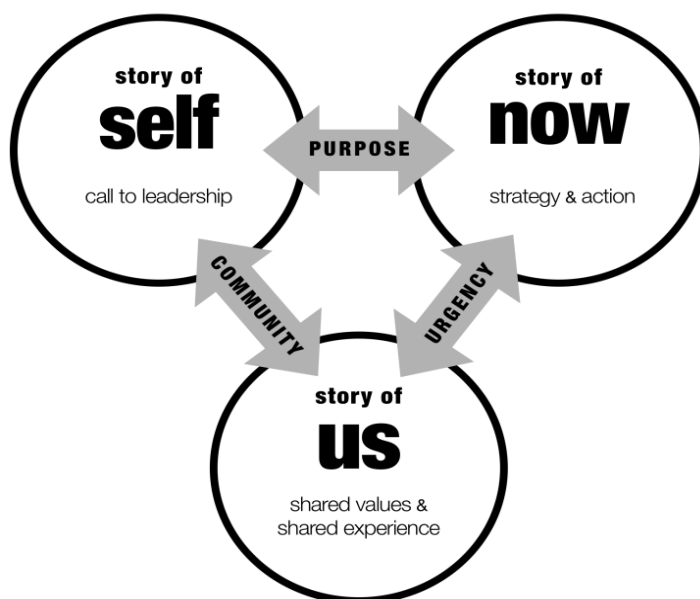 story of
self
call to leadership
PURPOSE
story of
now
strategy & action
COMMUNITY
URGENCY
story of
us
shared values &
shared experience